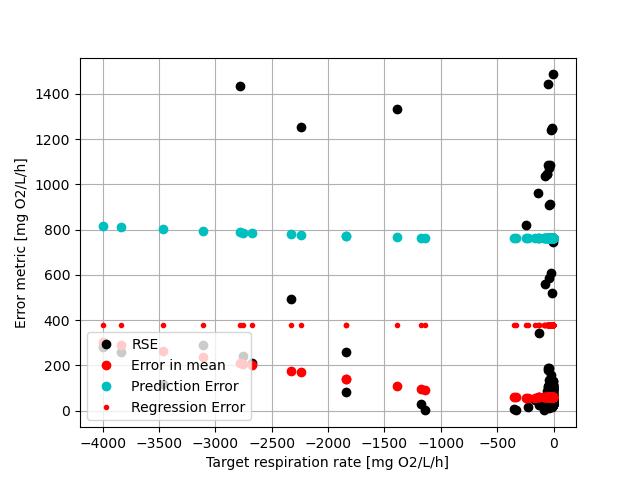 1400
1200
1000
800
600
400
200
0
Error metric [mg O2/L/h]
RSE
Error in mean
Prediction Error
Regression Error
−4000 −3500 −3000 −2500 −2000 −1500 −1000 −500 0
Target respiration rate [mg O2/L/h]